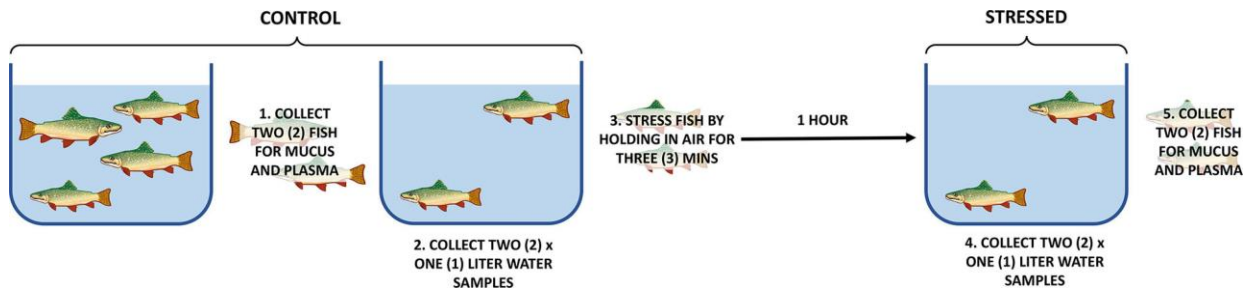 CONTROL
STRESSED
1. COLLECT
TWO (2) FISH
FOR MUCUS
AND PLASMA
2. COLLECT TWO (2) x
ONE (1) LITER WATER
SAMPLES
3. STRESS FISH BY
HOLDING IN AIR FOR
THREE (3) MINS
1 HOUR
4. COLLECT TWO (2) x
ONE (1) LITER WATER
SAMPLES
5. COLLECT
TWO (2) FISH
FOR MUCUS
AND PLASMA